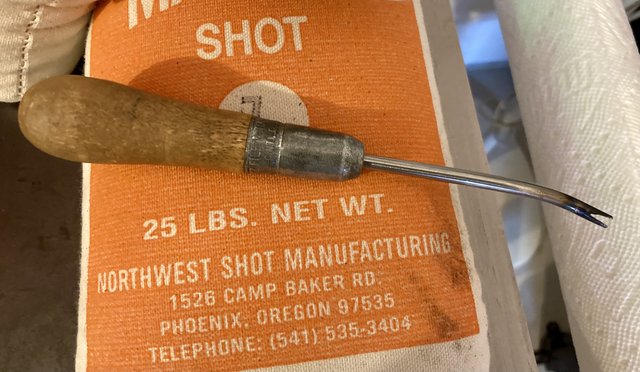 SHOT
25 LBS. NET WT.
NORTHWEST SHOT MANUFACTURING
1526 CAMP BAKER RD.
PHOENIX, OREGON 97535
TELEPHONE: (541) 535-3404